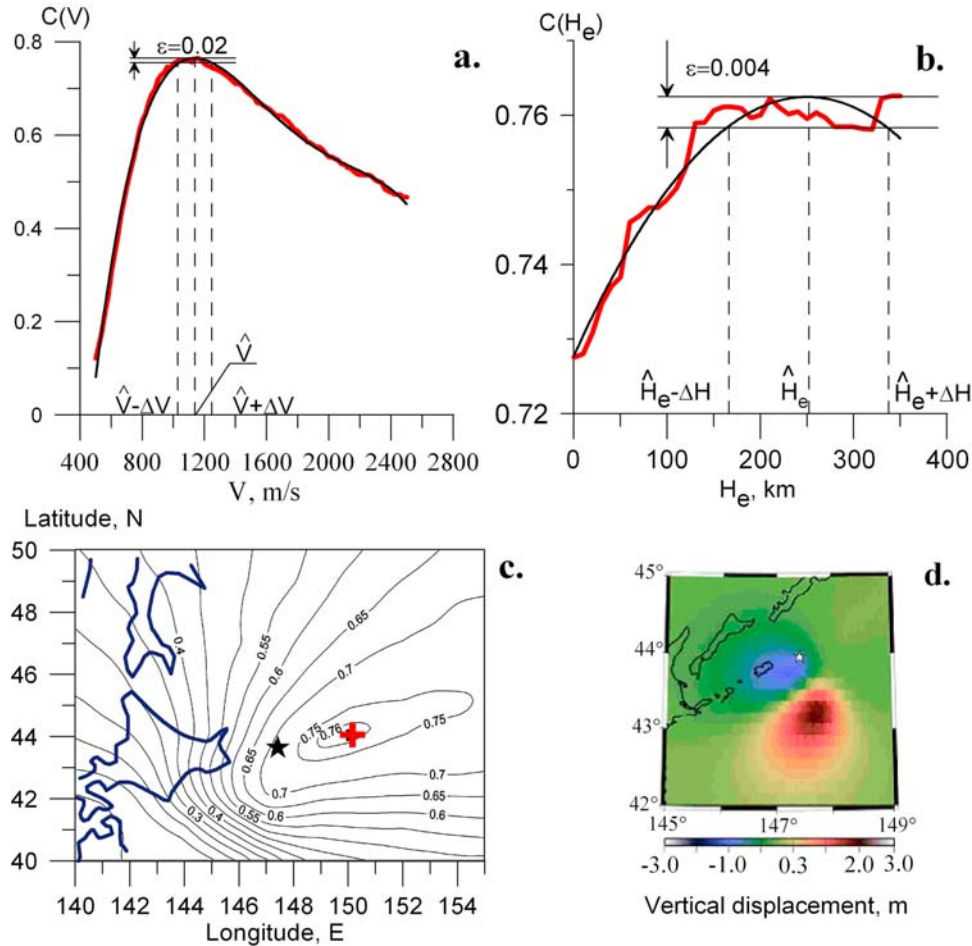 C(V)
0.8
0.6
0.4
0.2
0
ε=0.02
a.
V̂
V̂-ΔV
V̂+ΔV
400 800 1200 1600 2000 2400 2800
V, m/s
C(Hₑ)
0.76
0.74
0.72
ε=0.004
b.
Ĥₑ-ΔH
Ĥₑ
Ĥₑ+ΔH
0 100 200 300 400
Hₑ, km
Latitude, N
50
48
46
44
42
40
c.
0.4
0.55
0.6
0.65
0.7
0.75
0.76
0.75
0.65
0.7
0.7
0.65
0.6
0.3
0.4
0.55
140 142 144 146 148 150 152 154
Longitude, E
d.
45°
44°
43°
42°
145° 147° 149°
-3.0 -1.0 0.3 2.0 3.0
Vertical displacement, m